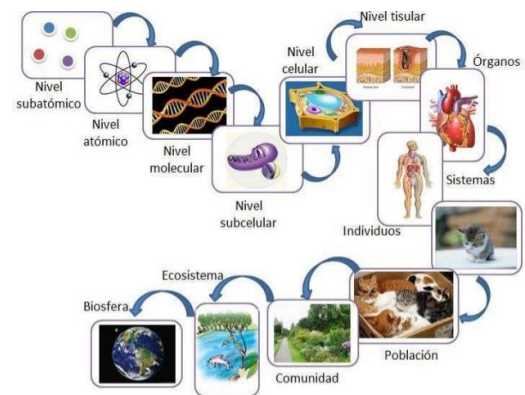 Nivel
subatómico
Nivel
atómico
Nivel
molecular
Nivel
subcelular
Nivel
celular
Nivel tisular
Órganos
Sistemas
Individuos
Población
Comunidad
Ecosistema
Biosfera